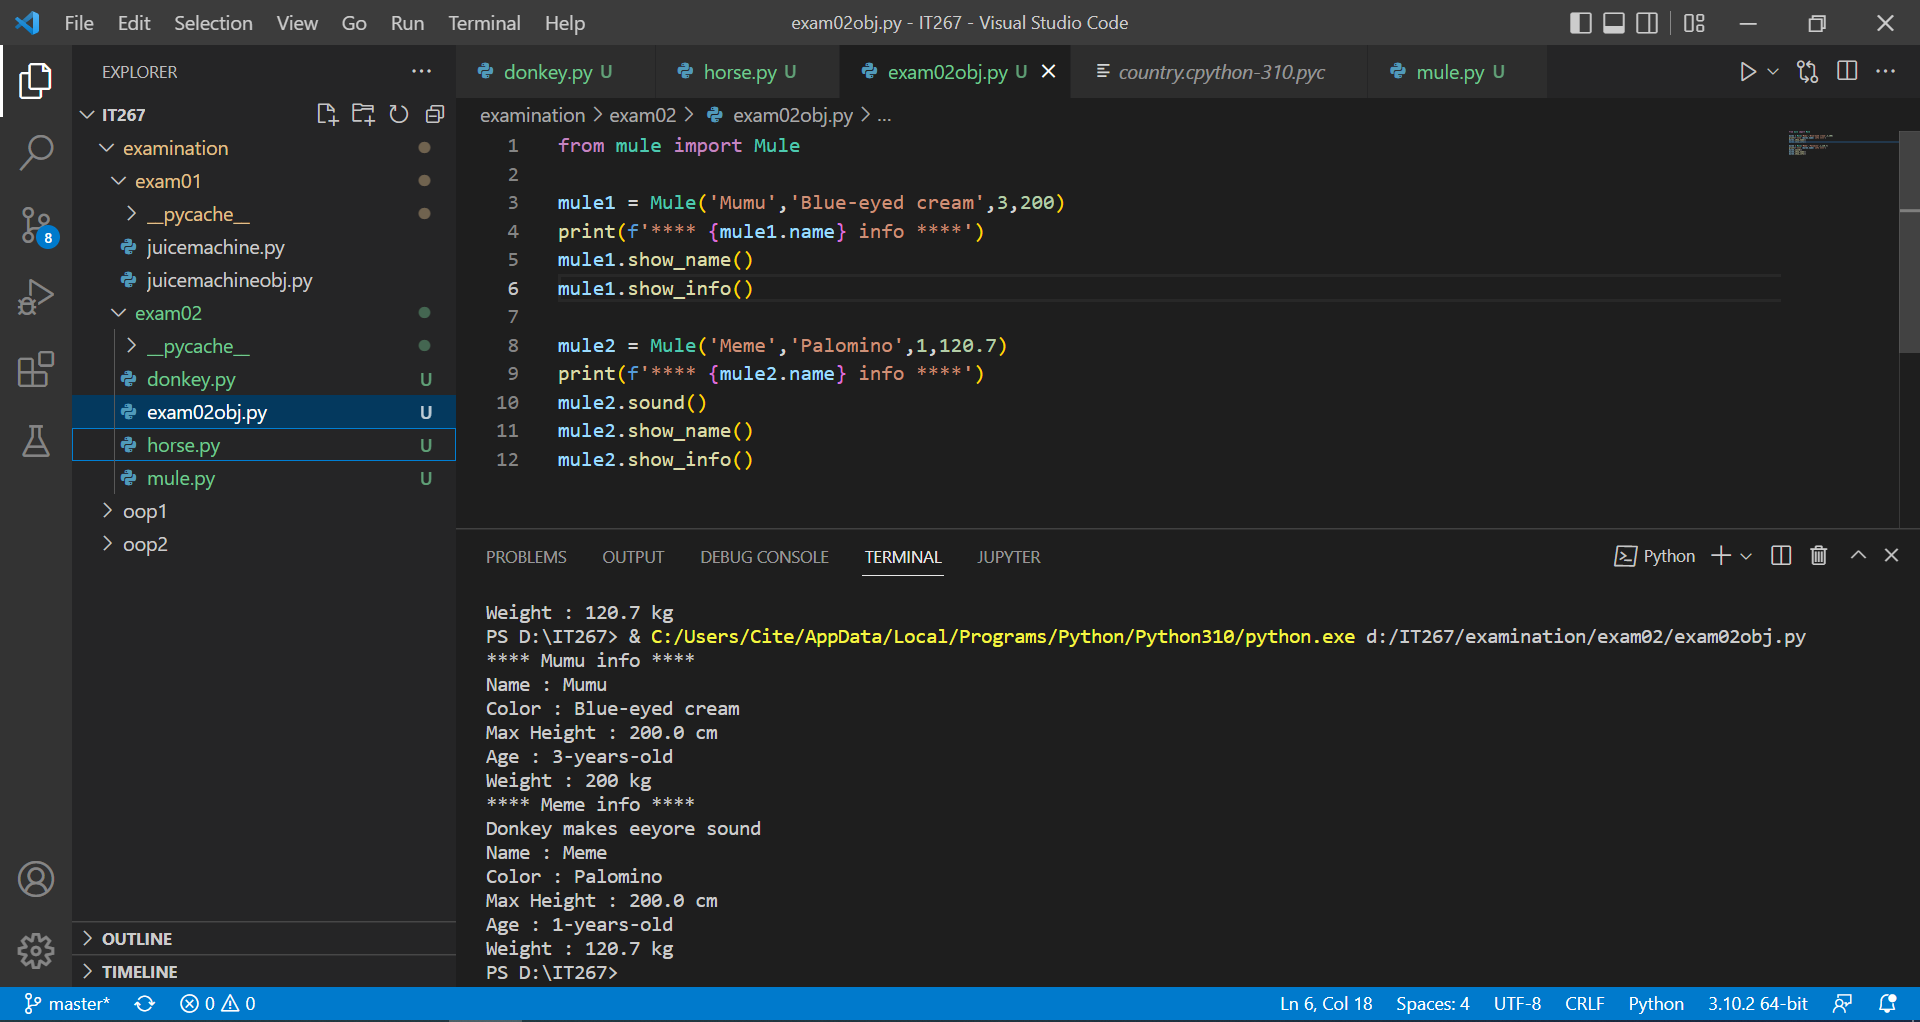 File Edit Selection View Go Run Terminal Help
exam02obj.py - IT267 - Visual Studio Code
EXPLORER
IT267
examination
exam01
__pycache__
juicemachine.py
juicemachineobj.py
exam02
__pycache__
donkey.py U
exam02obj.py U
horse.py U
mule.py U
oop1
oop2
OUTLINE
TIMELINE
8
donkey.py U horse.py U exam02obj.py U country.cpython-310.pyc mule.py U
examination > exam02 > exam02obj.py > ...
1 from mule import Mule
2
3 mule1 = Mule('Mumu','Blue-eyed cream',3,200)
4 print(f'**** {mule1.name} info ****')
5 mule1.show_name()
6 mule1.show_info()
7
8 mule2 = Mule('Meme','Palomino',1,120.7)
9 print(f'**** {mule2.name} info ****')
10 mule2.sound()
11 mule2.show_name()
12 mule2.show_info()
PROBLEMS OUTPUT DEBUG CONSOLE TERMINAL JUPYTER
Python
Weight : 120.7 kg
PS D:\IT267> & C:/Users/Cite/AppData/Local/Programs/Python/Python310/python.exe d:/IT267/examination/exam02/exam02obj.py
**** Mumu info ****
Name : Mumu
Color : Blue-eyed cream
Max Height : 200.0 cm
Age : 3-years-old
Weight : 200 kg
**** Meme info ****
Donkey makes eeyore sound
Name : Meme
Color : Palomino
Max Height : 200.0 cm
Age : 1-years-old
Weight : 120.7 kg
PS D:\IT267>
master* 0 0 Ln 6, Col 18 Spaces: 4 UTF-8 CRLF Python 3.10.2 64-bit